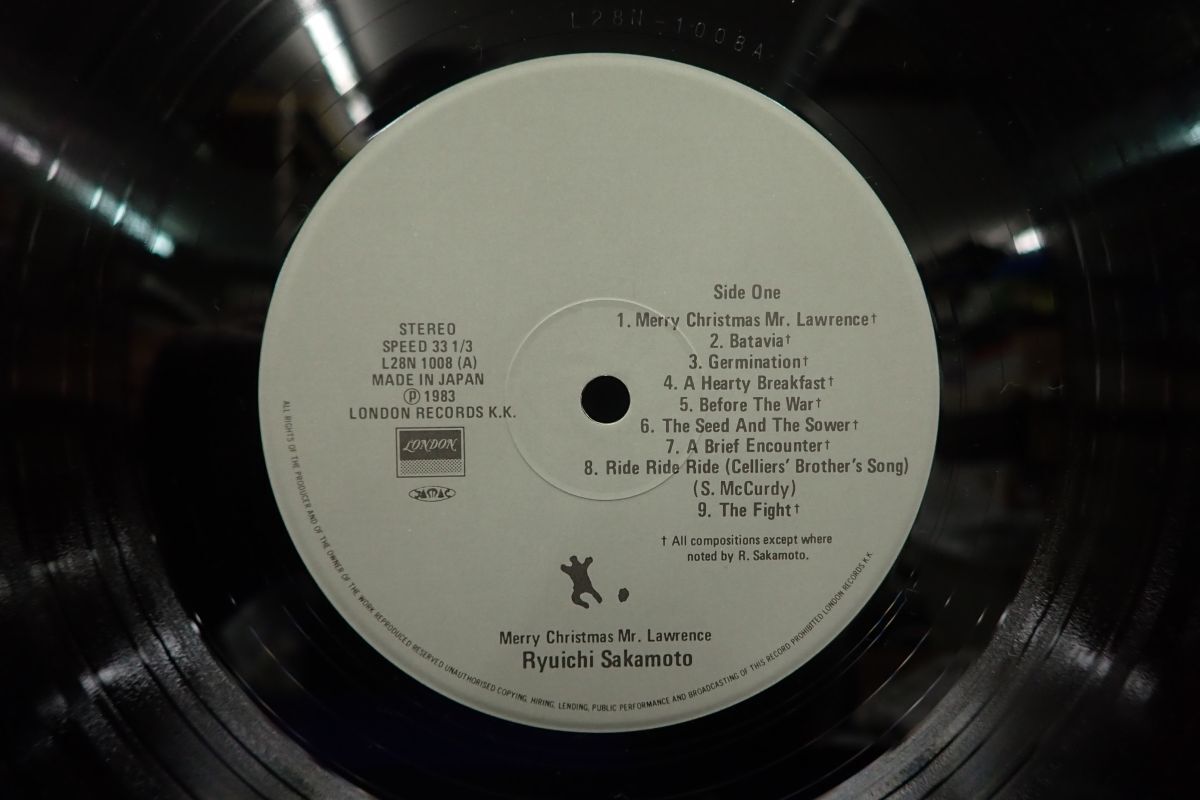 L28N-1008A
Side One
1. Merry Christmas Mr. Lawrence†
2. Batavia†
3. Germination†
4. A Hearty Breakfast†
5. Before The War†
6. The Seed And The Sower†
7. A Brief Encounter†
8. Ride Ride Ride (Celliers' Brother's Song)
(S. McCurdy)
9. The Fight†
† All compositions except where
noted by R. Sakamoto.
STEREO
SPEED 33 1/3
L28N 1008 (A)
MADE IN JAPAN
℗ 1983
LONDON RECORDS K.K.
LONDON
JASRAC
Merry Christmas Mr. Lawrence
Ryuichi Sakamoto
ALL RIGHTS OF THE PRODUCER AND OF THE OWNER OF THE WORK REPRODUCED RESERVED UNAUTHORISED COPYING, HIRING, LENDING, PUBLIC PERFORMANCE AND BROADCASTING OF THIS RECORD PROHIBITED LONDON RECORDS K.K.